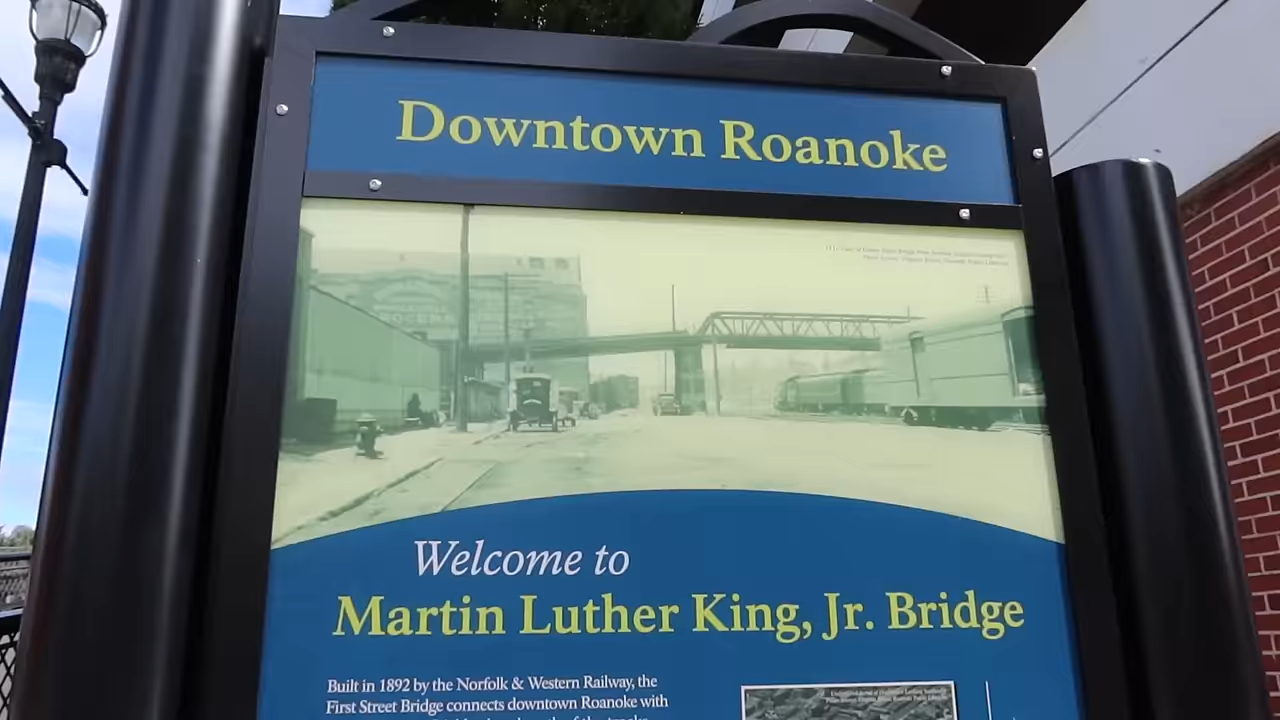 Downtown Roanoke
Welcome to
Martin Luther King, Jr. Bridge
Built in 1892 by the Norfolk & Western Railway, the
First Street Bridge connects downtown Roanoke with